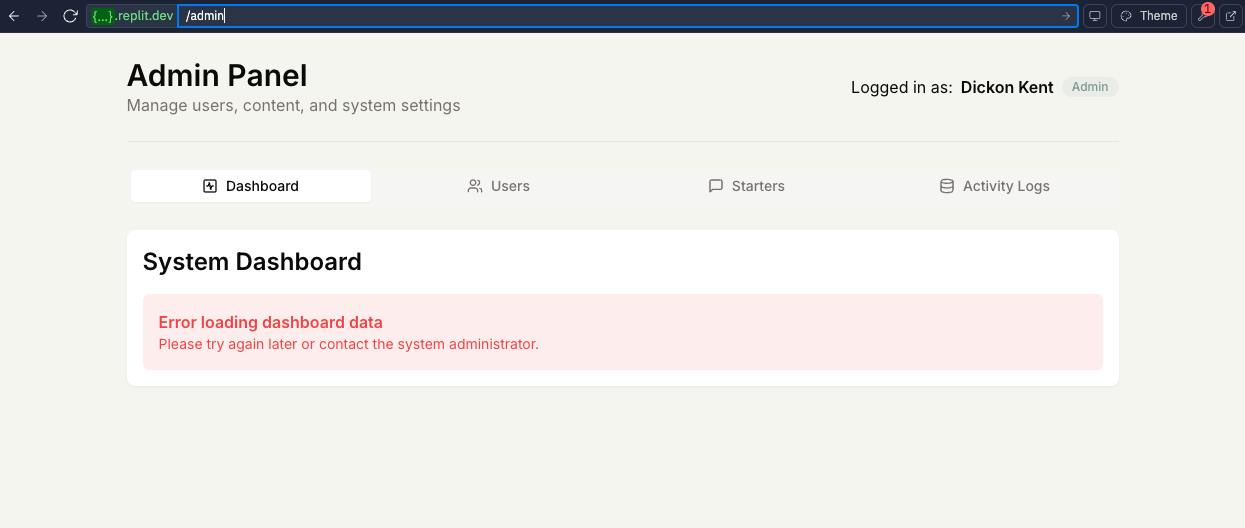 {...}.replit.dev /admin Theme 1
Admin Panel
Manage users, content, and system settings
Logged in as: Dickon Kent Admin
Dashboard Users Starters Activity Logs
System Dashboard
Error loading dashboard data
Please try again later or contact the system administrator.